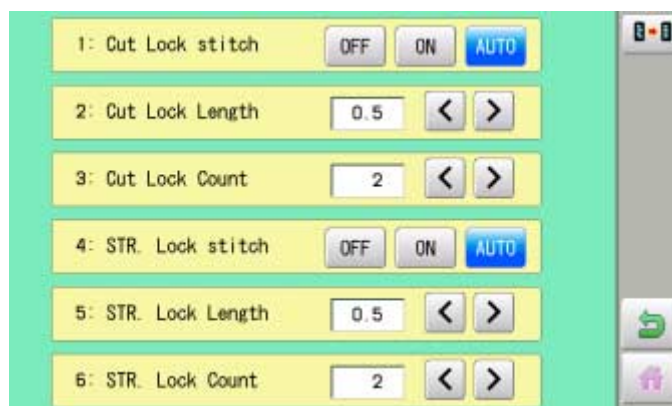 1: Cut Lock stitch OFF ON AUTO
2: Cut Lock Length 0.5 < >
3: Cut Lock Count 2 < >
4: STR. Lock stitch OFF ON AUTO
5: STR. Lock Length 0.5 < >
6: STR. Lock Count 2 < >